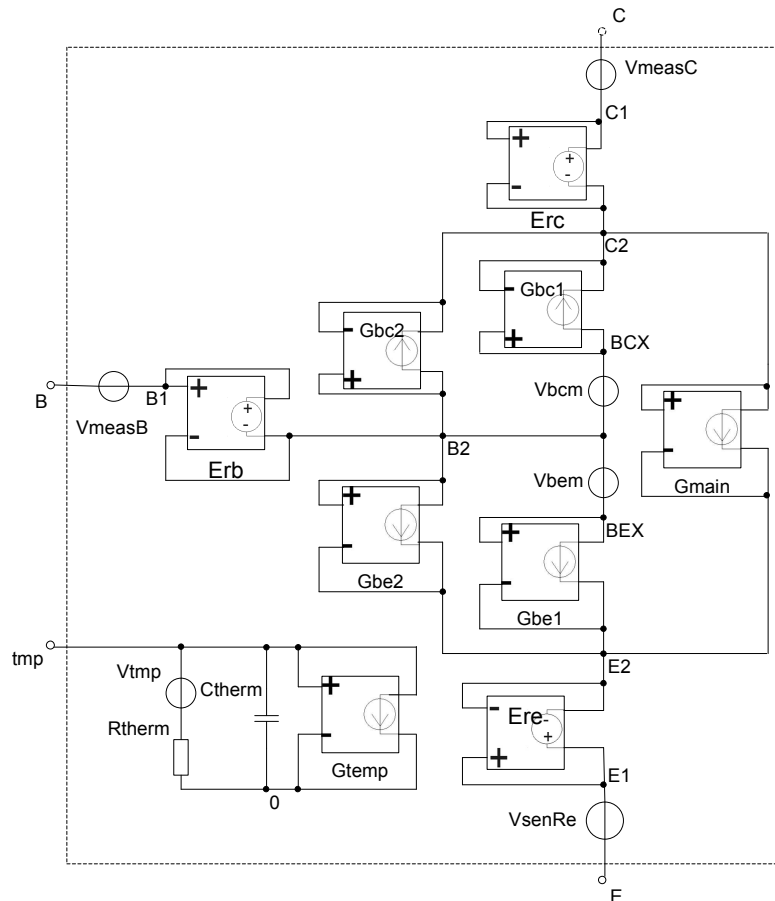 C
VmeasC
C1
+
-
+
-
Erc
C2
-
Gbc1
+
-
Gbc2
+
BCX
B
VmeasB
B1
+
-
+
-
Erb
Vbcm
B2
+
-
Gmain
Vbem
BEX
+
-
Gbe2
+
-
Gbe1
tmp
Vtmp
Ctherm
Rtherm
+
-
Gtemp
0
E2
-
Ere
-
+
+
E1
VsenRe
E